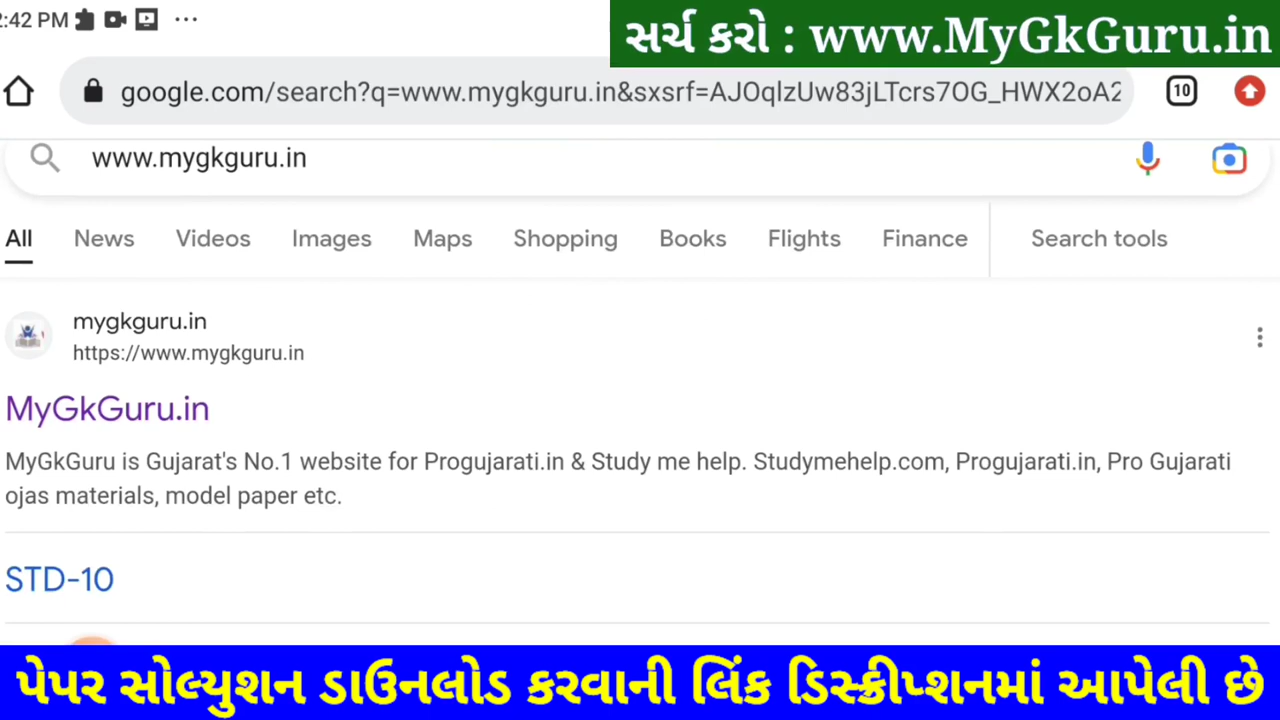 2:42 PM
સર્ચ કરો : www.MyGkGuru.in
google.com/search?q=www.mygkguru.in&sxsrf=AJOqlzUw83jLTcrs7OG_HWX2oA2
10
www.mygkguru.in
All News Videos Images Maps Shopping Books Flights Finance Search tools
mygkguru.in
https://www.mygkguru.in
MyGkGuru.in
MyGkGuru is Gujarat's No.1 website for Progujarati.in & Study me help. Studymehelp.com, Progujarati.in, Pro Gujarati
ojas materials, model paper etc.
STD-10
પેપર સોલ્યુશન ડાઉનલોડ કરવાની લિંક ડિસ્ક્રીપ્શનમાં આપેલી છે